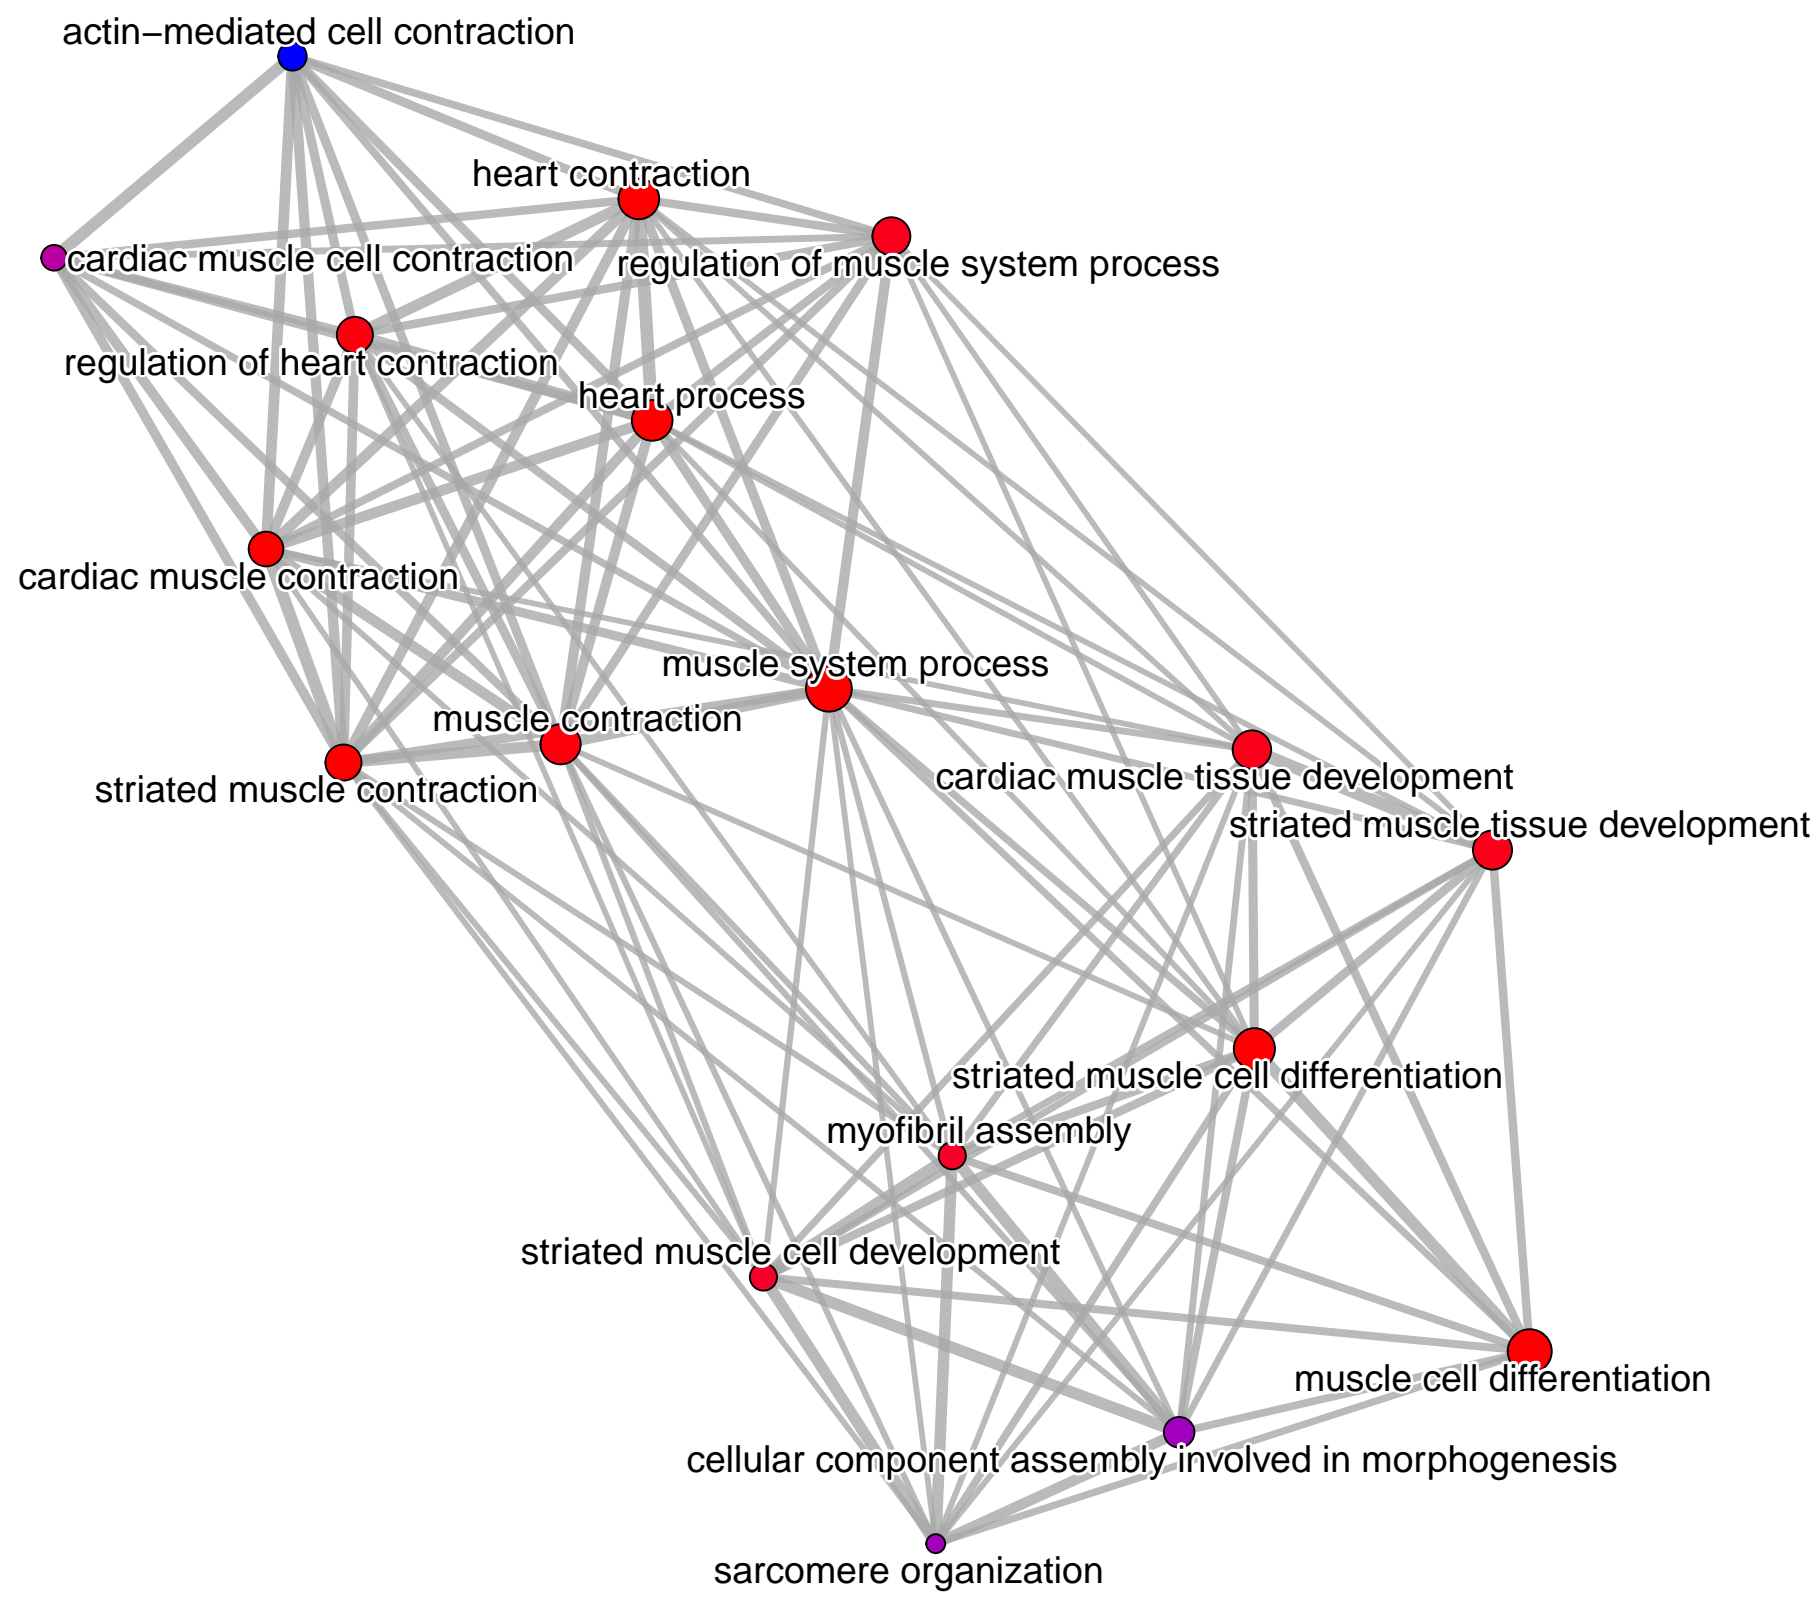 actin−mediated cell contraction
heart contraction
cardiac muscle cell contraction
regulation of muscle system process
regulation of heart contraction
heart process
cardiac muscle contraction
muscle system process
muscle contraction
striated muscle contraction
cardiac muscle tissue development
striated muscle tissue development
striated muscle cell differentiation
myofibril assembly
striated muscle cell development
muscle cell differentiation
cellular component assembly involved in morphogenesis
sarcomere organization